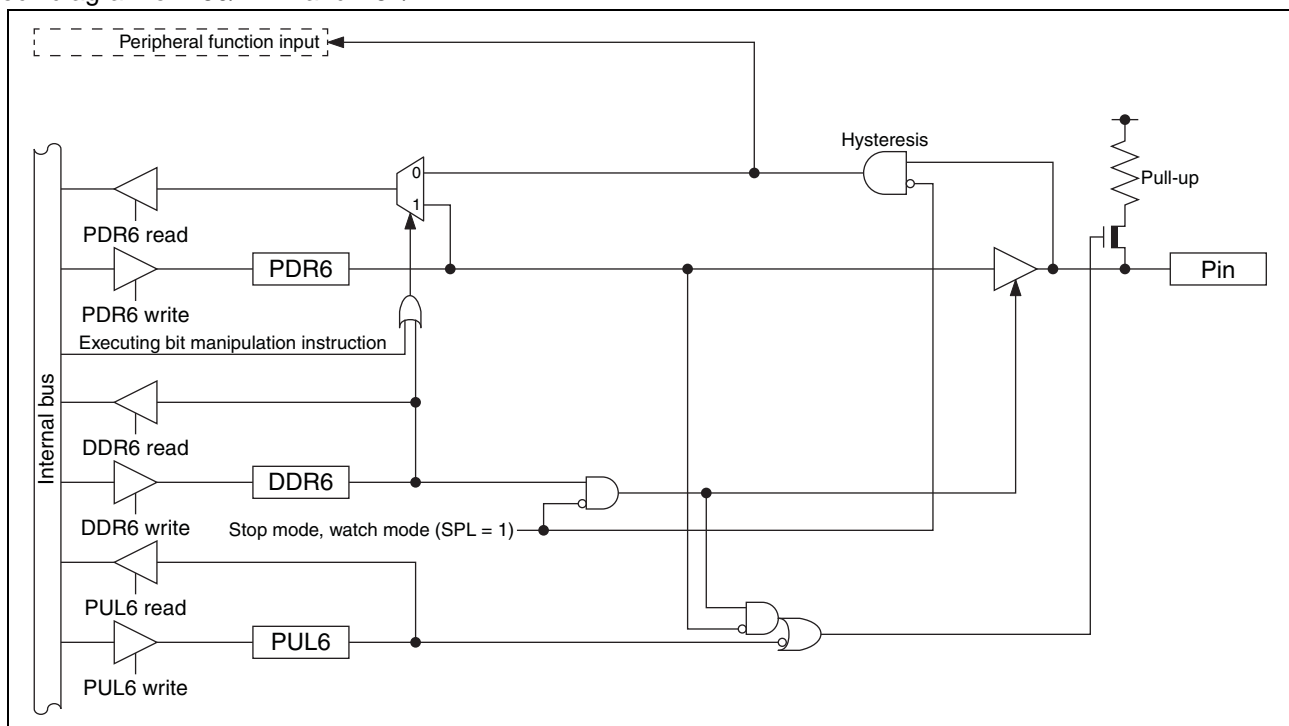 Peripheral function input
Hysteresis
0
Pull-up
1
PDR6 read
PDR6
Pin
PDR6 write
Executing bit manipulation instruction
Internal bus
DDR6 read
DDR6
DDR6 write
Stop mode, watch mode (SPL = 1)
PUL6 read
PUL6
PUL6 write